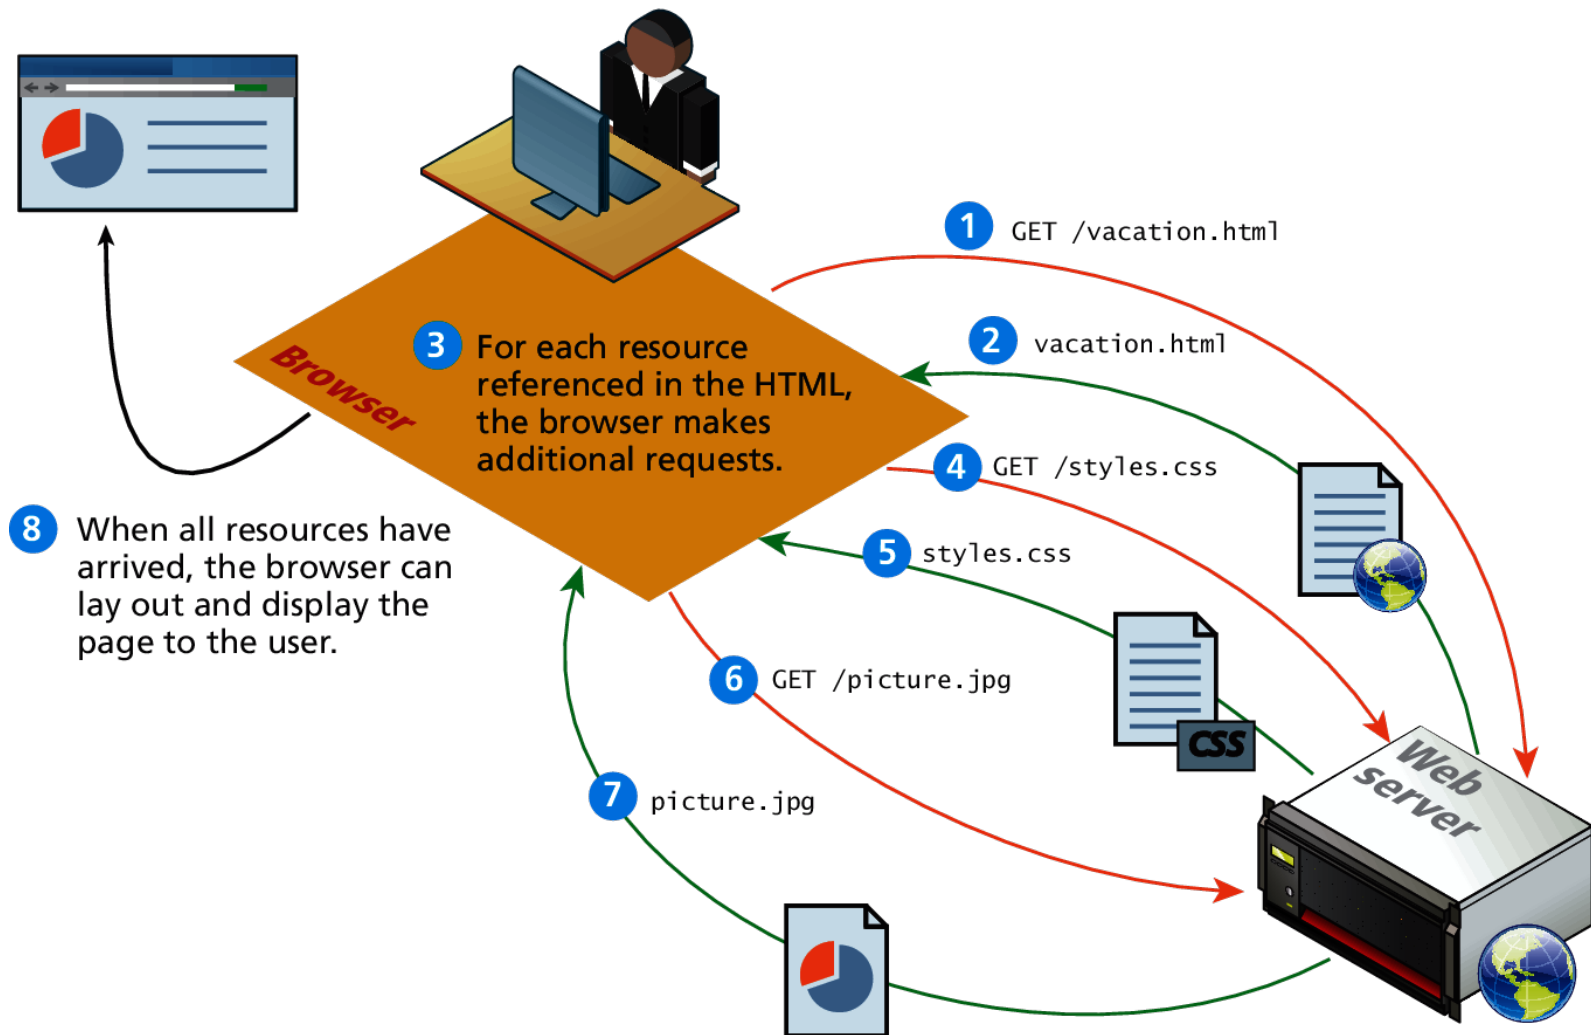 1 GET /vacation.html
2 vacation.html
Browser
3 For each resource
referenced in the HTML,
the browser makes
additional requests.
4 GET /styles.css
5 styles.css
8 When all resources have
arrived, the browser can
lay out and display the
page to the user.
6 GET /picture.jpg
CSS
Web
server
7 picture.jpg